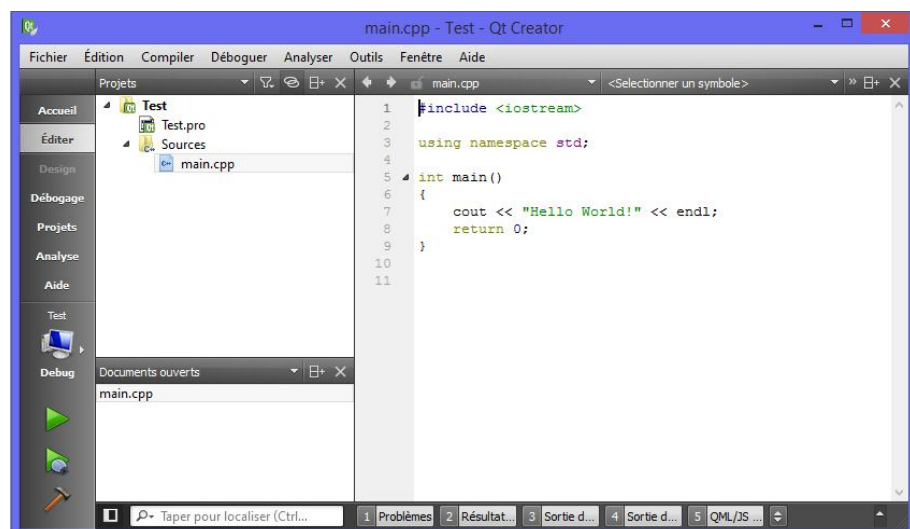 main.cpp - Test - Qt Creator
Fichier Édition Compiler Déboguer Analyser Outils Fenêtre Aide
Projets
main.cpp
<Selectionner un symbole>
Accueil
Éditer
Design
Débogage
Projets
Analyse
Aide
Test
Debug
Test
Test.pro
Sources
main.cpp
1 #include <iostream>
2
3 using namespace std;
4
5 int main()
6 {
7 cout << "Hello World!" << endl;
8 return 0;
9 }
10
11
Documents ouverts
main.cpp
Taper pour localiser (Ctrl...
1 Problèmes 2 Résultat... 3 Sortie d... 4 Sortie d... 5 QML/JS ...